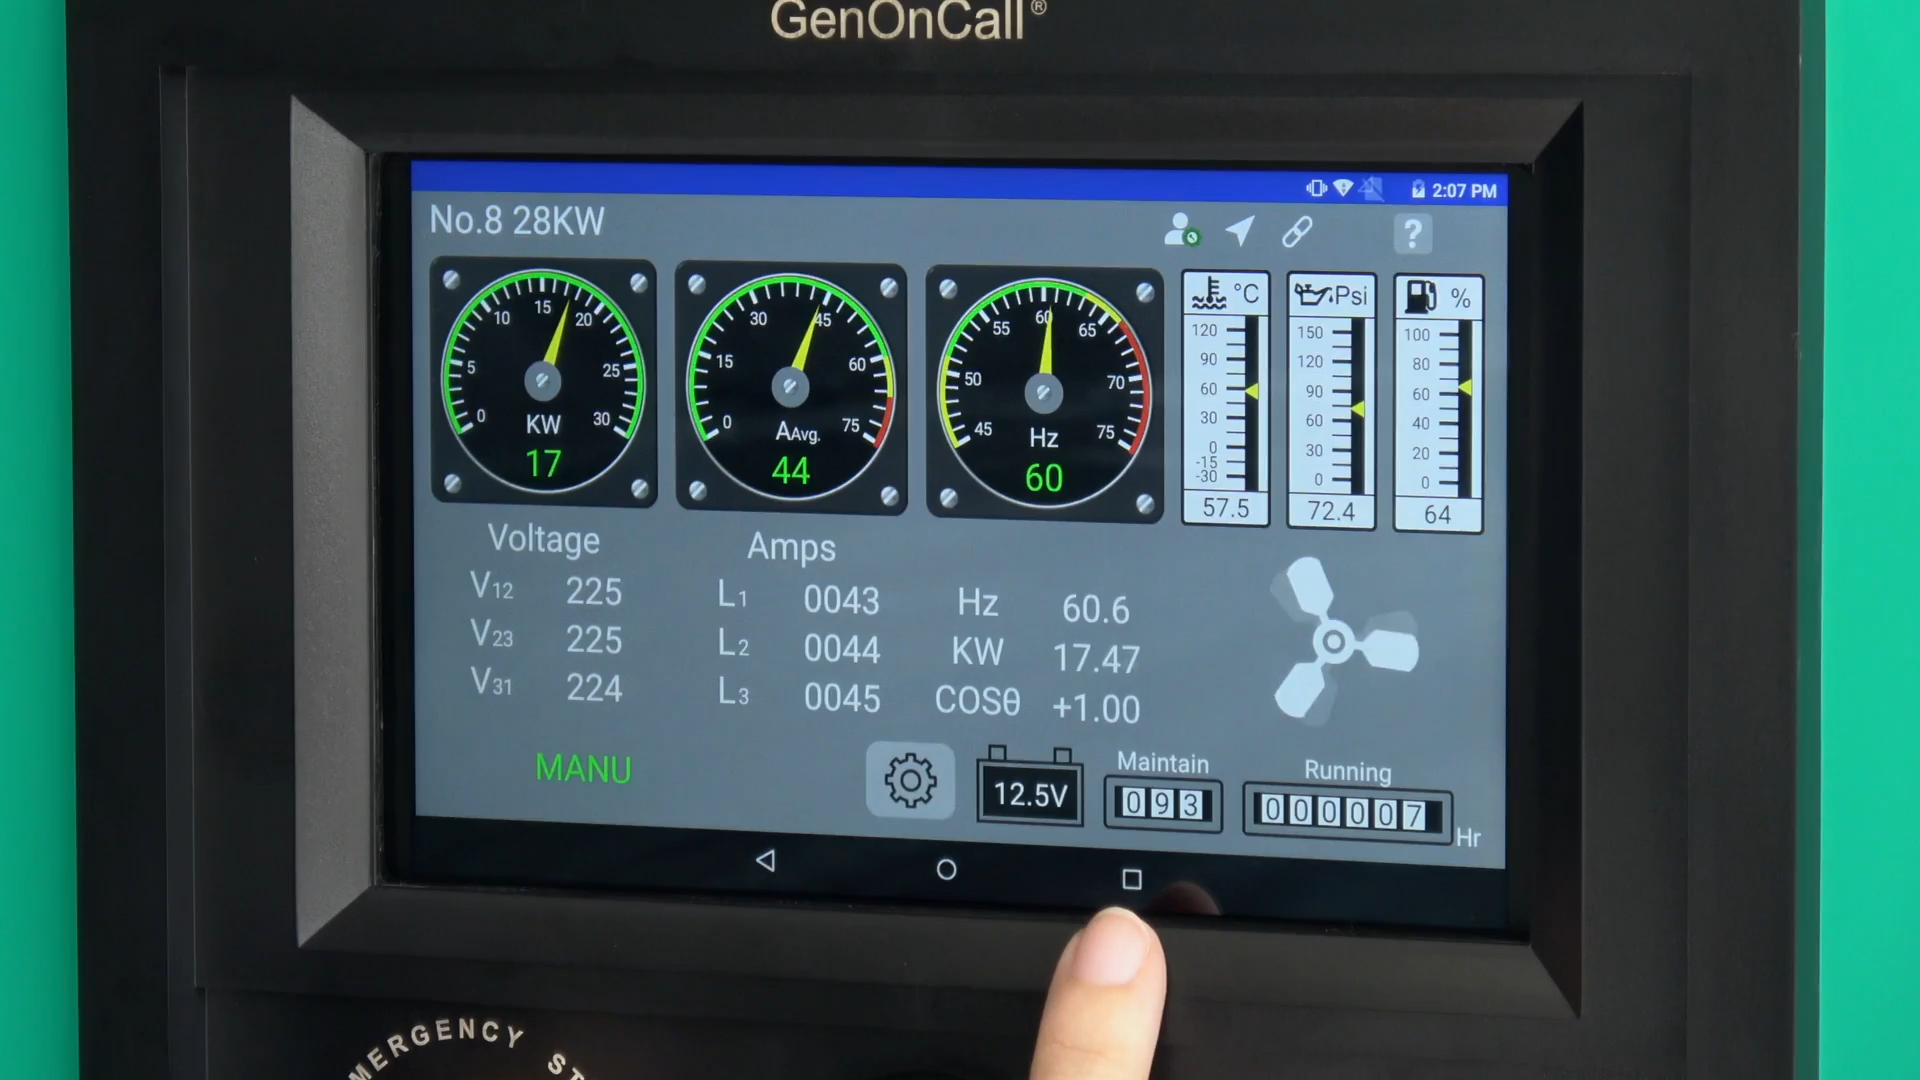 GenOnCall®
2:07 PM
No.8 28KW
?
0 5 10 15 20 25 30
KW
17
0 15 30 45 60 75
AAvg.
44
45 50 55 60 65 70 75
Hz
60
°C
120
90
60
30
0
-15
-30
57.5
Psi
150
120
90
60
30
0
72.4
%
100
80
60
40
20
0
64
Voltage
V12 225
V23 225
V31 224
Amps
L1 0043
L2 0044
L3 0045
Hz 60.6
KW 17.47
COSθ +1.00
MANU
12.5V
Maintain
093
Running
000007
Hr
MERGENCY ST